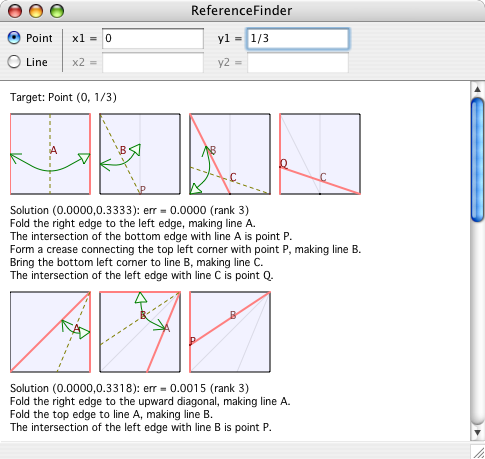 ReferenceFinder
Point x1 = 0 y1 = 1/3
Line x2 = y2 =
Target: Point (0, 1/3)
A B P B C Q C
Solution (0.0000,0.3333): err = 0.0000 (rank 3)
Fold the right edge to the left edge, making line A.
The intersection of the bottom edge with line A is point P.
Form a crease connecting the top left corner with point P, making line B.
Bring the bottom left corner to line B, making line C.
The intersection of the left edge with line C is point Q.
A B A P B
Solution (0.0000,0.3318): err = 0.0015 (rank 3)
Fold the right edge to the upward diagonal, making line A.
Fold the top edge to line A, making line B.
The intersection of the left edge with line B is point P.